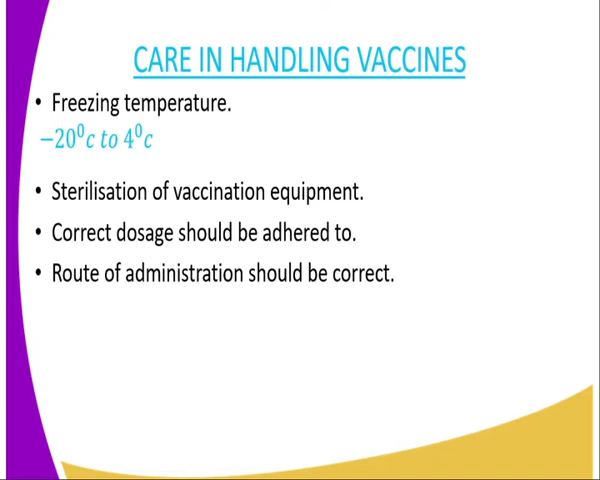 CARE IN HANDLING VACCINES
• Freezing temperature.
−20⁰c to 4⁰c
• Sterilisation of vaccination equipment.
• Correct dosage should be adhered to.
• Route of administration should be correct.